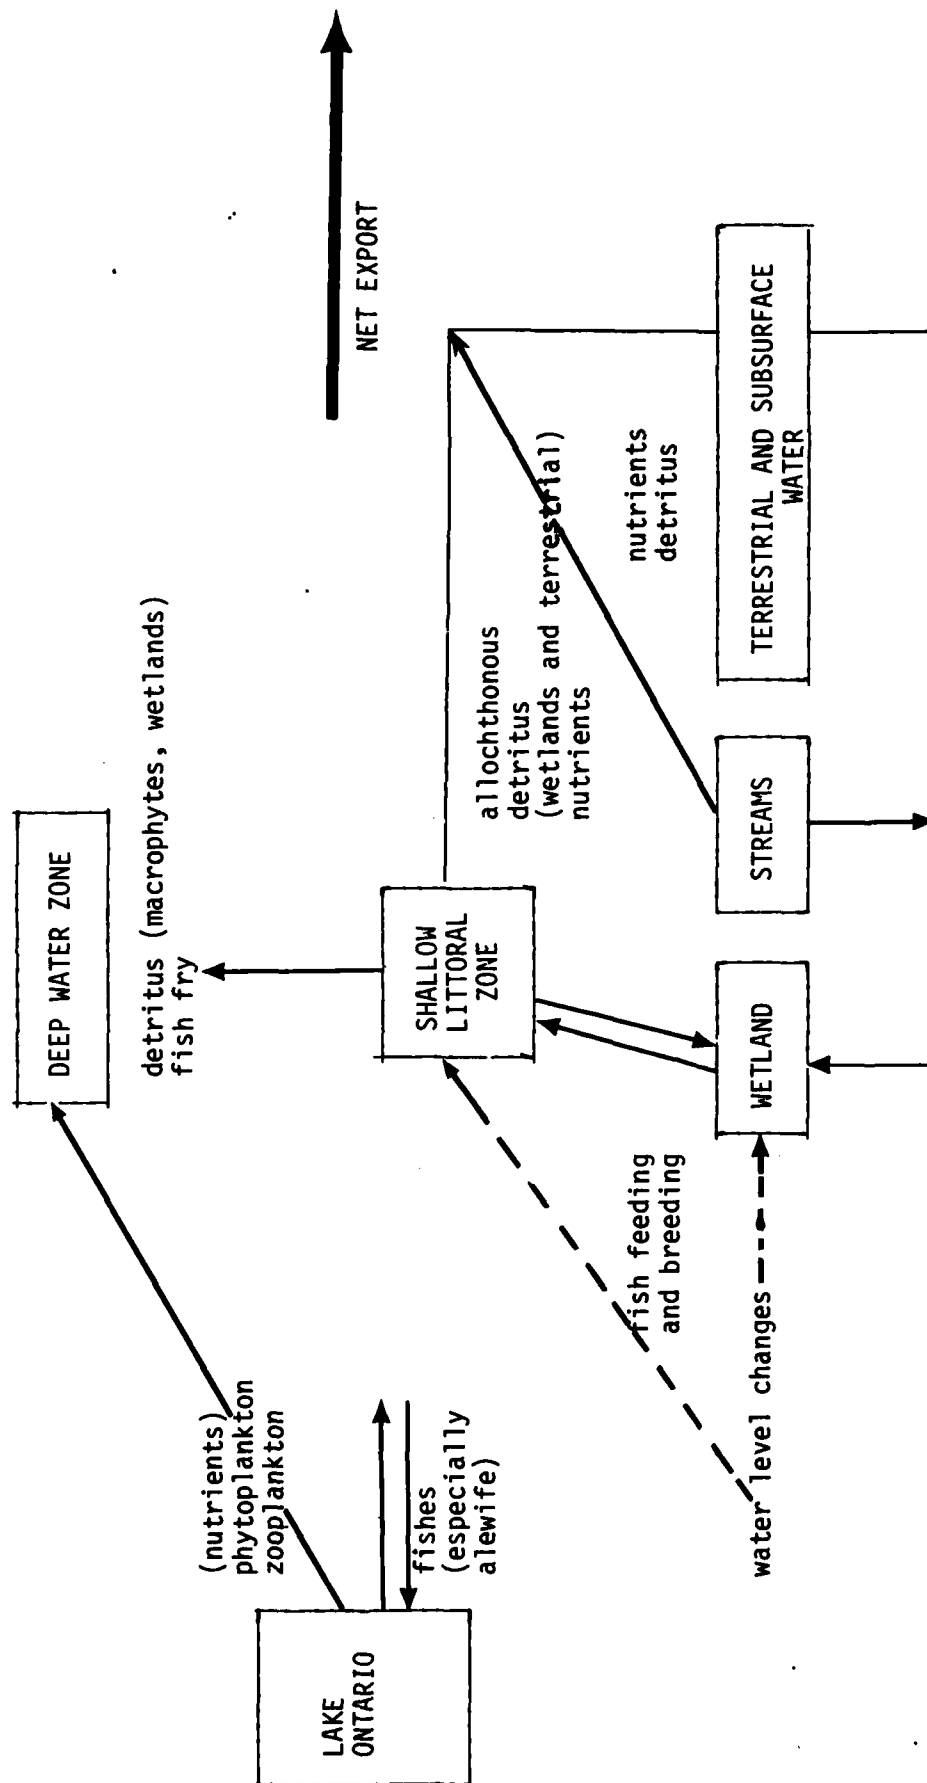 DEEP WATER ZONE
detritus (macrophytes, wetlands)
fish fry
NET EXPORT
(nutrients)
phytoplankton
zooplankton
LAKE
ONTARIO
fishes
(especially
alewife)
SHALLOW
LITTORAL
ZONE
allochthonous
detritus
(wetlands and terrestrial)
nutrients
nutrients
detritus
fish feeding
and breeding
water level changes
WETLAND
STREAMS
TERRESTRIAL AND SUBSURFACE
WATER